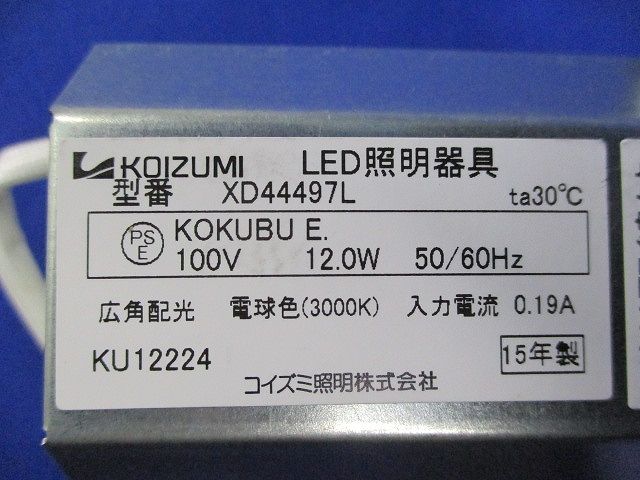 KOIZUMI LED照明器具
型番 XD44497L ta30℃
PS
E
KOKUBU E.
100V 12.0W 50/60Hz
広角配光 電球色(3000K) 入力電流 0.19A
KU12224
15年製
コイズミ照明株式会社